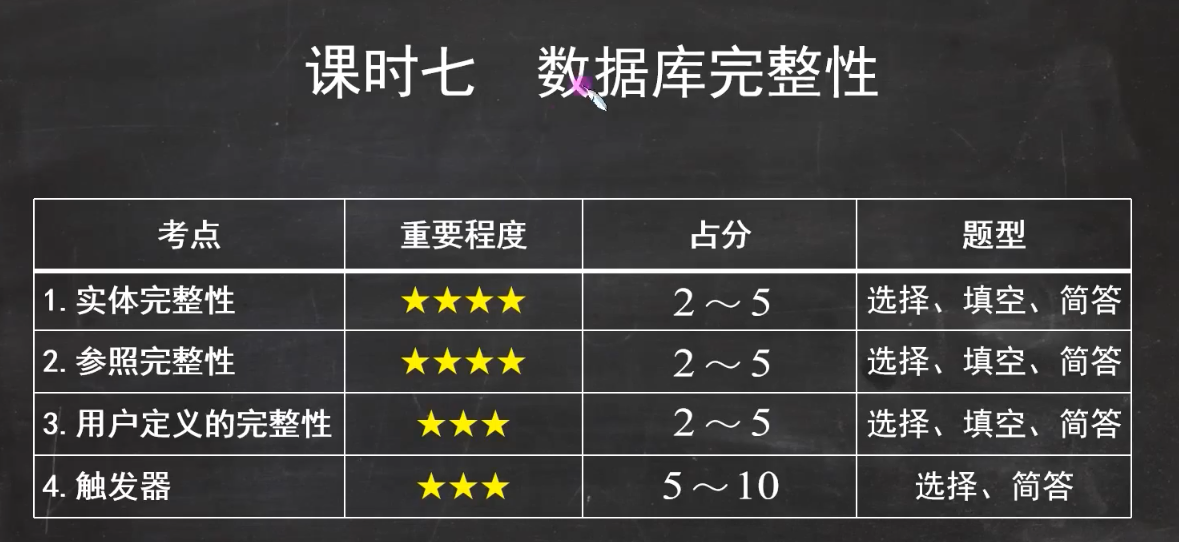 课时七 数据库完整性
考点 重要程度 占分 题型
1.实体完整性 ★★★★ 2～5 选择、填空、简答
2.参照完整性 ★★★★ 2～5 选择、填空、简答
3.用户定义的完整性 ★★★ 2～5 选择、填空、简答
4.触发器 ★★★ 5～10 选择、简答